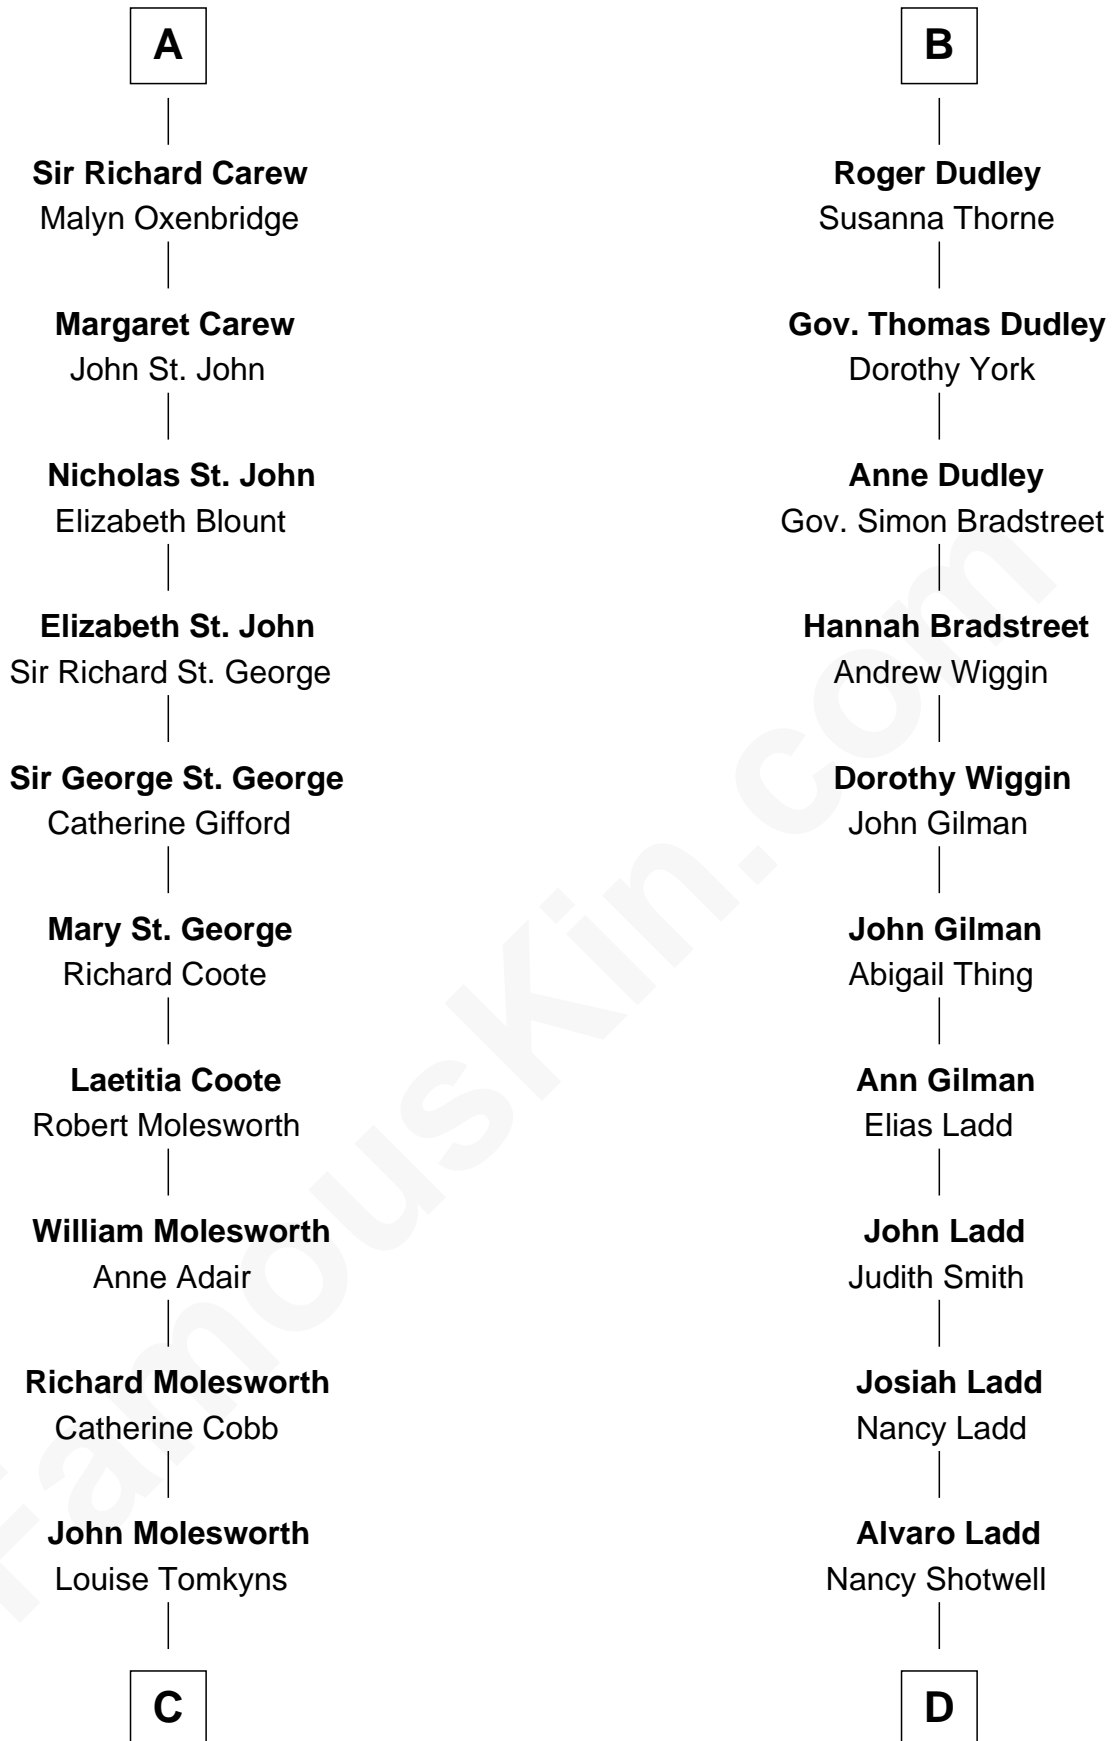 A
Sir Richard Carew
Malyn Oxenbridge
Margaret Carew
John St. John
Nicholas St. John
Elizabeth Blount
Elizabeth St. John
Sir Richard St. George
Sir George St. George
Catherine Gifford
Mary St. George
Richard Coote
Laetitia Coote
Robert Molesworth
William Molesworth
Anne Adair
Richard Molesworth
Catherine Cobb
John Molesworth
Louise Tomkyns
C
B
Roger Dudley
Susanna Thorne
Gov. Thomas Dudley
Dorothy York
Anne Dudley
Gov. Simon Bradstreet
Hannah Bradstreet
Andrew Wiggin
Dorothy Wiggin
John Gilman
John Gilman
Abigail Thing
Ann Gilman
Elias Ladd
John Ladd
Judith Smith
Josiah Ladd
Nancy Ladd
Alvaro Ladd
Nancy Shotwell
D
FamousKin.com